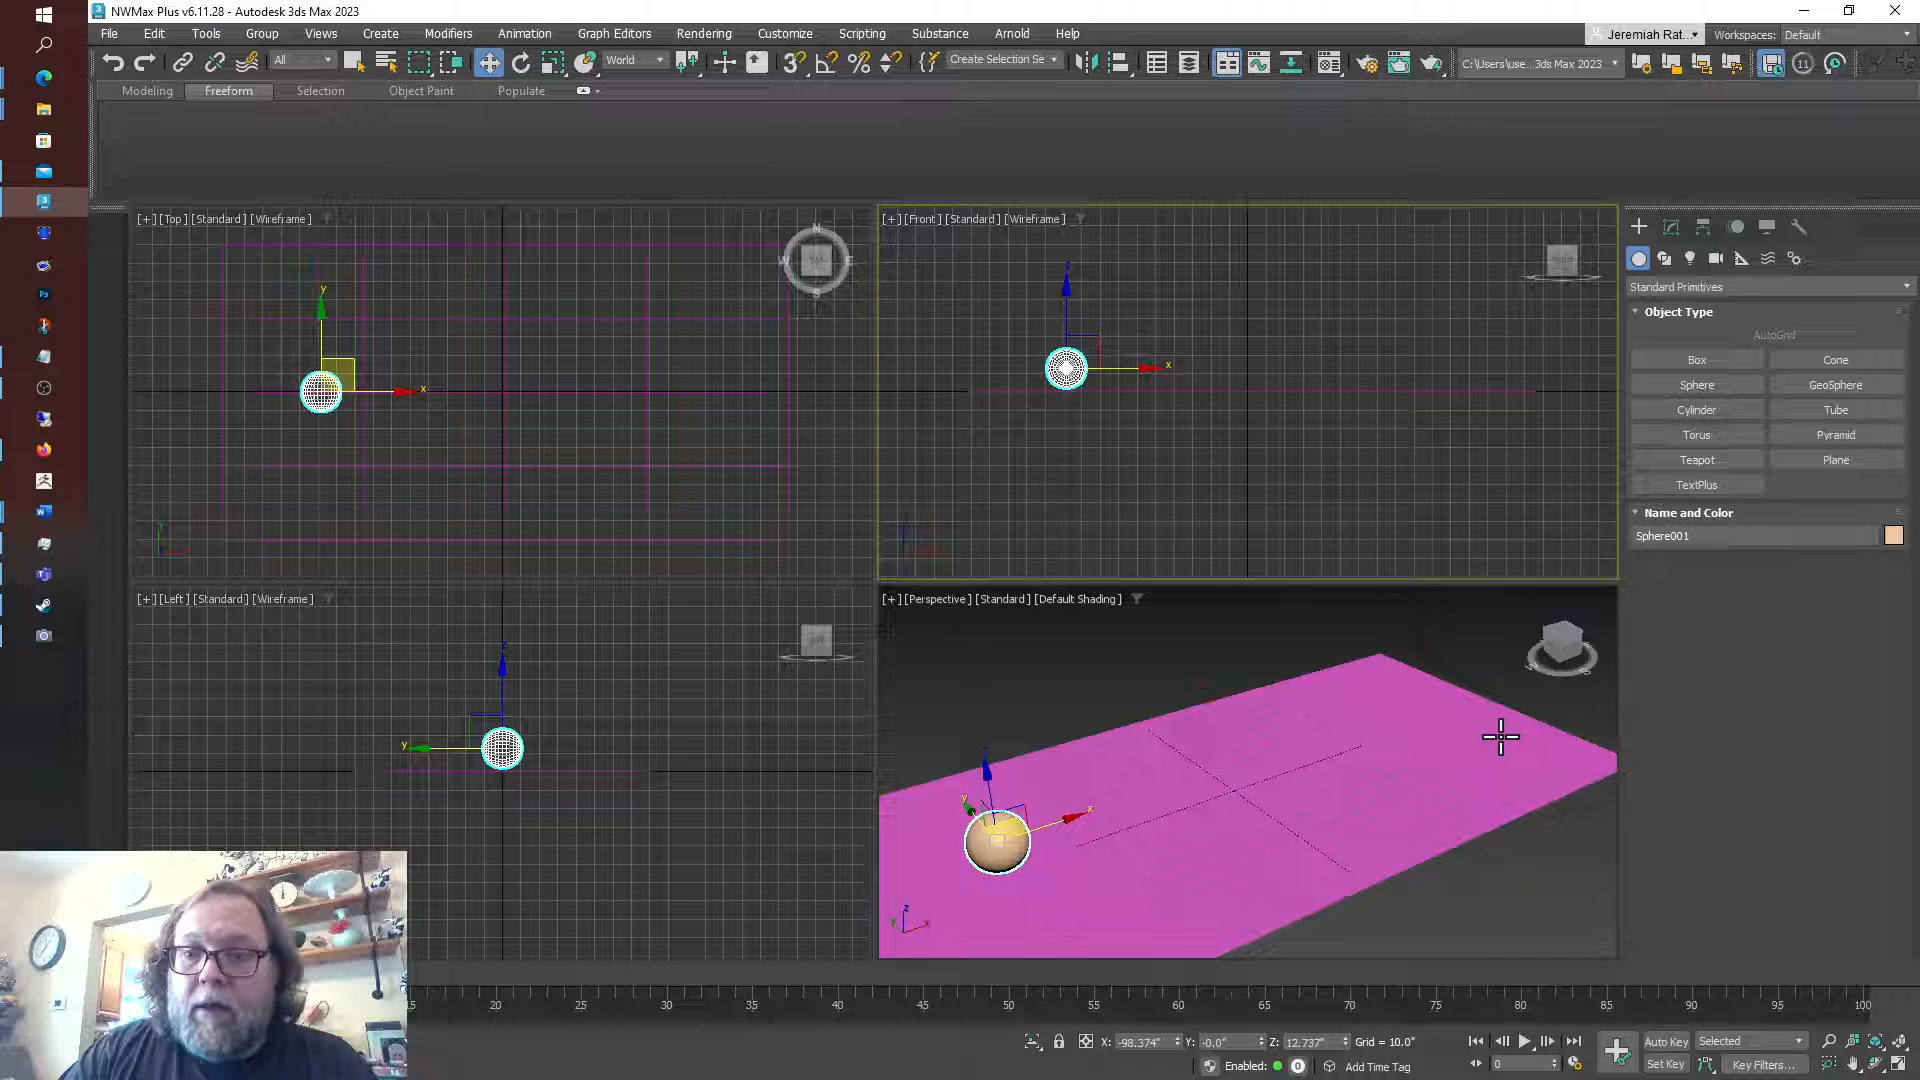 NWMax Plus v6.11.28 - Autodesk 3ds Max 2023
File Edit Tools Group Views Create Modifiers Animation Graph Editors Rendering Customize Scripting Substance Arnold Help
Jeremiah Rat... Workspaces: Default
All World Create Selection Se C:\Users\use...3ds Max 2023
Modeling Freeform Selection Object Paint Populate
[+] [Top] [Standard] [Wireframe]
[+] [Front] [Standard] [Wireframe]
Standard Primitives
Object Type
AutoGrid
Box Cone
Sphere GeoSphere
Cylinder Tube
Torus Pyramid
Teapot Plane
TextPlus
Name and Color
Sphere001
[+] [Left] [Standard] [Wireframe]
[+] [Perspective] [Standard] [Default Shading]
15 20 25 30 35 40 45 50 55 60 65 70 75 80 85 90 95 100
X: -98.374" Y: -0.0" Z: 12.737" Grid = 10.0"
Auto Key Selected
Enabled: 0 Add Time Tag
0
Set Key Key Filters...